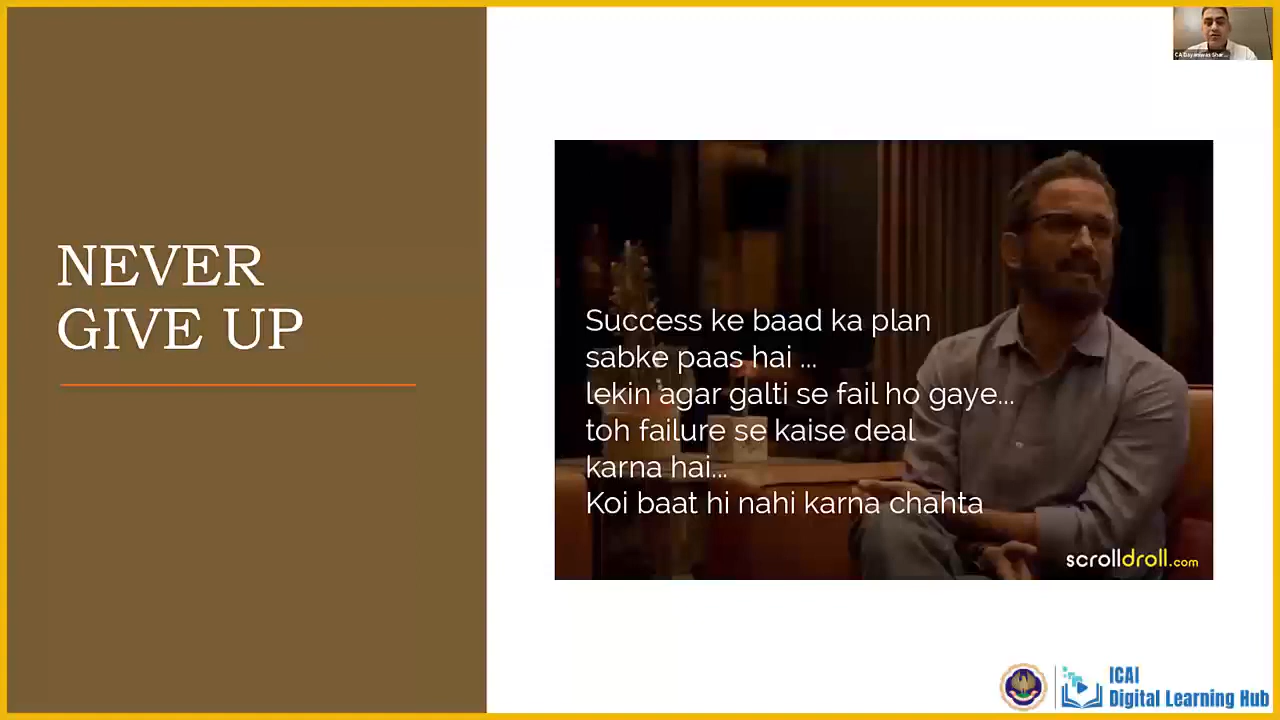 NEVER
GIVE UP
Success ke baad ka plan
sabke paas hai ...
lekin agar galti se fail ho gaye...
toh failure se kaise deal
karna hai...
Koi baat hi nahi karna chahta
scrolldroll.com
ICAI
Digital Learning Hub